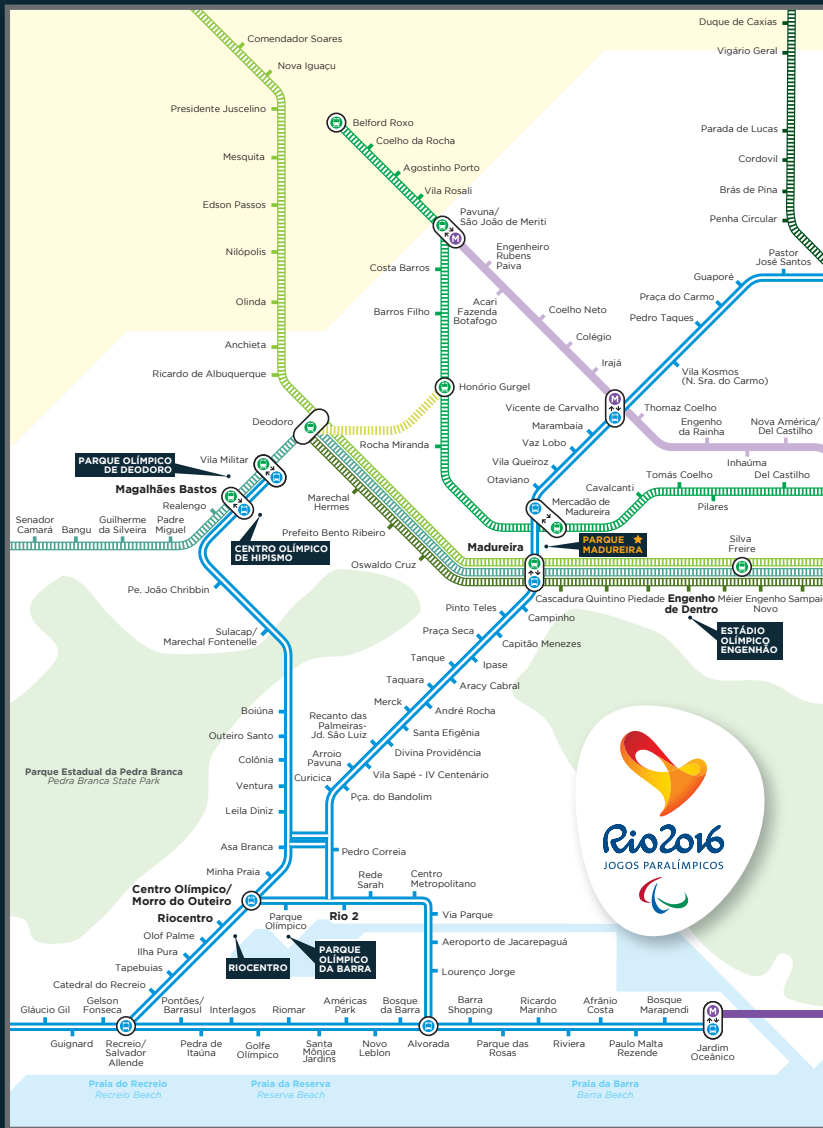 Duque de Caxias
Comendador Soares
Vigário Geral
Nova Iguaçu
Presidente Juscelino
Belford Roxo
Parada de Lucas
Coelho da Rocha
Mesquita
Cordovil
Agostinho Porto
Vila Rosali
Brás de Pina
Edson Passos
Pavuna/
São João de Meriti
Penha Circular
Nilópolis
Engenheiro
Rubens
Paiva
Pastor
José Santos
Costa Barros
Guaporé
Olinda
Acari
Fazenda
Botafogo
Praça do Carmo
Barros Filho
Coelho Neto
Pedro Taques
Anchieta
Colégio
Irajá
Ricardo de Albuquerque
Vila Kosmos
(N. Sra. do Carmo)
Honório Gurgel
Vicente de Carvalho
Thomaz Coelho
Deodoro
Marambaia
Engenho
da Rainha
Nova América/
Del Castilho
Rocha Miranda
Vaz Lobo
Vila Militar
PARQUE OLÍMPICO
DE DEODORO
Vila Queiroz
Inhaúma
Otaviano
Tomás Coelho
Del Castilho
Magalhães Bastos
Cavalcanti
Realengo
Marechal
Hermes
Mercadão de
Madureira
Pilares
Senador
Camará
Bangu
Guilherme
da Silveira
Padre
Miguel
Prefeito Bento Ribeiro
PARQUE
MADUREIRA
Silva
Freire
Madureira
CENTRO OLÍMPICO
DE HIPISMO
Oswaldo Cruz
Pe. João Chribbin
Cascadura
Quintino
Piedade
Engenho
de Dentro
Méier
Engenho
Novo
Sampaio
Pinto Teles
Campinho
Sulacap/
Marechal Fontenelle
Praça Seca
Capitão Menezes
ESTÁDIO
OLÍMPICO
ENGENHÃO
Tanque
Ipase
Taquara
Aracy Cabral
Merck
André Rocha
Boiúna
Recanto das
Palmeiras-
Jd. São Luiz
Santa Efigênia
Outeiro Santo
Divina Providência
Colônia
Arroio
Pavuna
Parque Estadual da Pedra Branca
Pedra Branca State Park
Vila Sapé - IV Centenário
Curicica
Ventura
Pça. do Bandolim
Leila Diniz
Rio2016
JOGOS PARALÍMPICOS
Asa Branca
Pedro Correia
Minha Praia
Rede
Sarah
Centro
Metropolitano
Centro Olímpico/
Morro do Outeiro
Riocentro
Parque
Olímpico
Rio 2
Via Parque
Olof Palme
Ilha Pura
Aeroporto de Jacarepaguá
PARQUE
OLÍMPICO
DA BARRA
RIOCENTRO
Tapebuias
Lourenço Jorge
Catedral do Recreio
Gláucio Gil
Gelson
Fonseca
Pontões/
Barrasul
Interlagos
Riomar
Américas
Park
Bosque
da Barra
Barra
Shopping
Ricardo
Marinho
Afrânio
Costa
Bosque
Marapendi
Guignard
Recreio/
Salvador
Allende
Pedra de
Itaúna
Golfe
Olímpico
Santa
Mônica
Jardins
Novo
Leblon
Alvorada
Parque das
Rosas
Riviera
Paulo Malta
Rezende
Jardim
Oceânico
Praia do Recreio
Recreio Beach
Praia da Reserva
Reserva Beach
Praia da Barra
Barra Beach